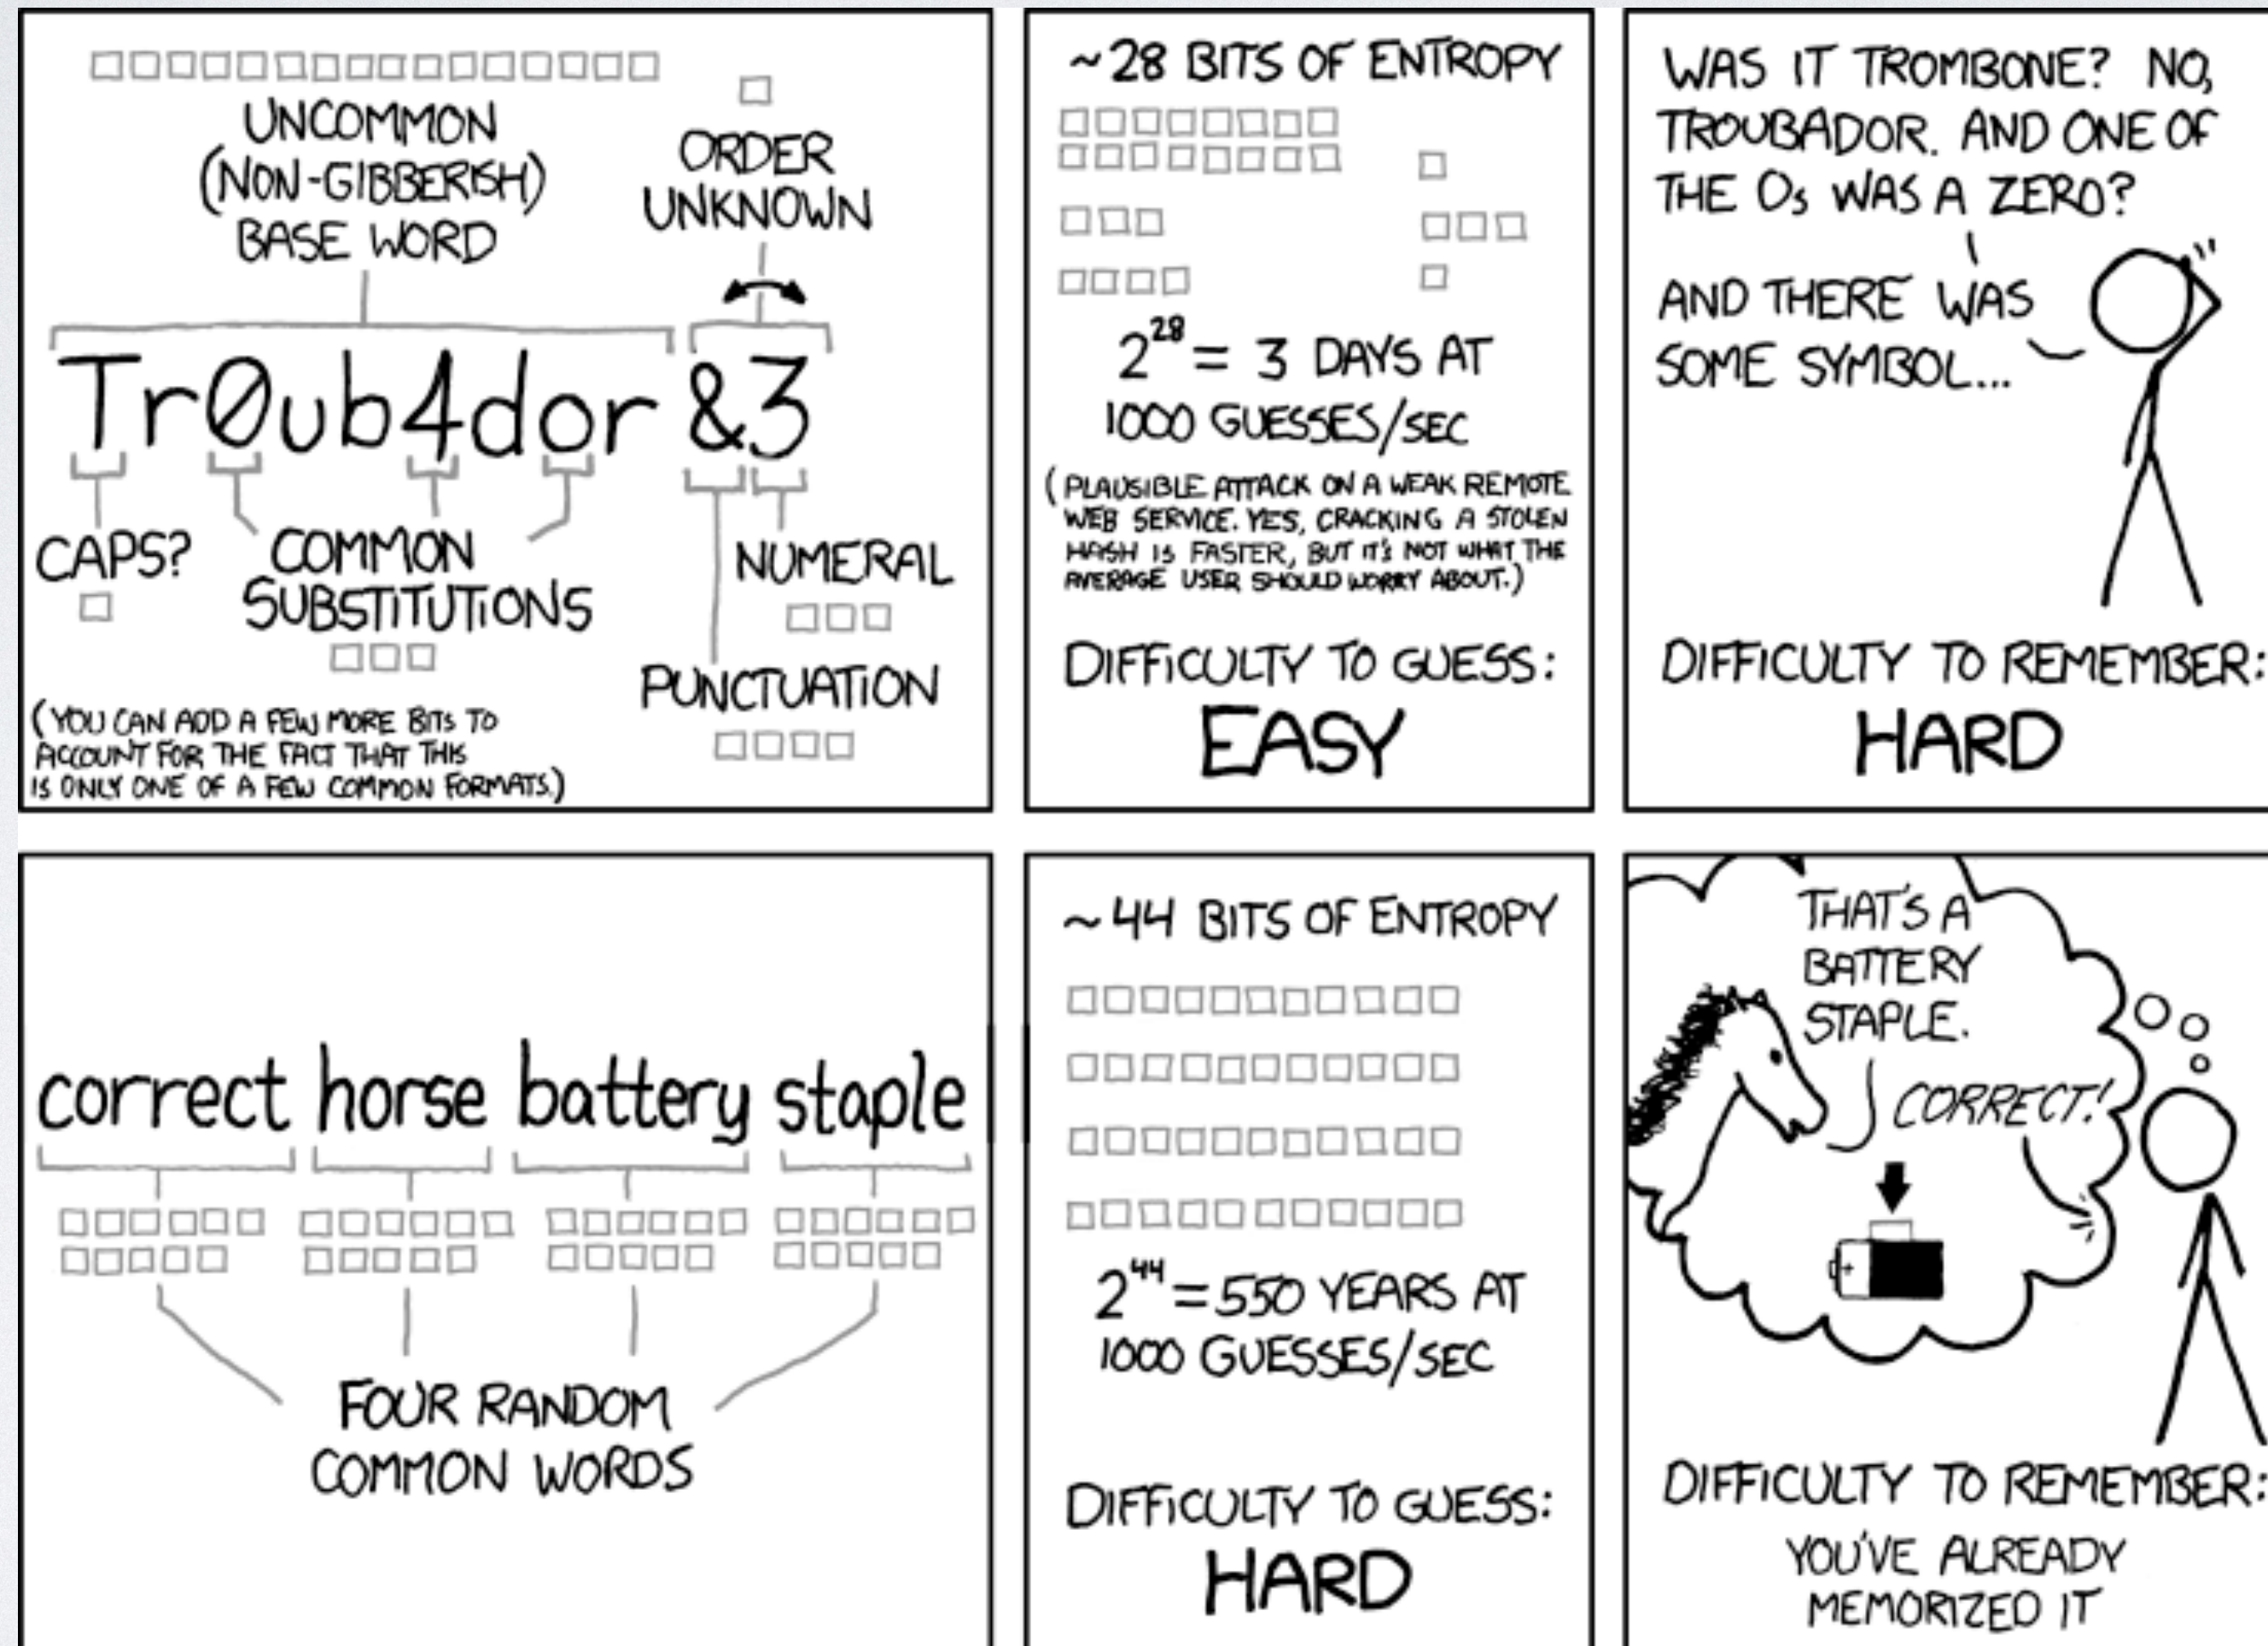 UNCOMMON
(NON-GIBBERISH)
BASE WORD
ORDER
UNKNOWN
Tr0ub4dor &3
CAPS?
COMMON
SUBSTITUTIONS
NUMERAL
PUNCTUATION
(YOU CAN ADD A FEW MORE BITS TO
ACCOUNT FOR THE FACT THAT THIS
IS ONLY ONE OF A FEW COMMON FORMATS.)
~28 BITS OF ENTROPY
2^28 = 3 DAYS AT
1000 GUESSES/SEC
(PLAUSIBLE ATTACK ON A WEAK REMOTE
WEB SERVICE. YES, CRACKING A STOLEN
HASH IS FASTER, BUT IT'S NOT WHAT THE
AVERAGE USER SHOULD WORRY ABOUT.)
DIFFICULTY TO GUESS:
EASY
WAS IT TROMBONE? NO,
TROUBADOR. AND ONE OF
THE Os WAS A ZERO?
AND THERE WAS
SOME SYMBOL...
DIFFICULTY TO REMEMBER:
HARD
correct horse battery staple
FOUR RANDOM
COMMON WORDS
~44 BITS OF ENTROPY
2^44 = 550 YEARS AT
1000 GUESSES/SEC
DIFFICULTY TO GUESS:
HARD
THAT'S A
BATTERY
STAPLE.
CORRECT!
+
DIFFICULTY TO REMEMBER:
YOU'VE ALREADY
MEMORIZED IT